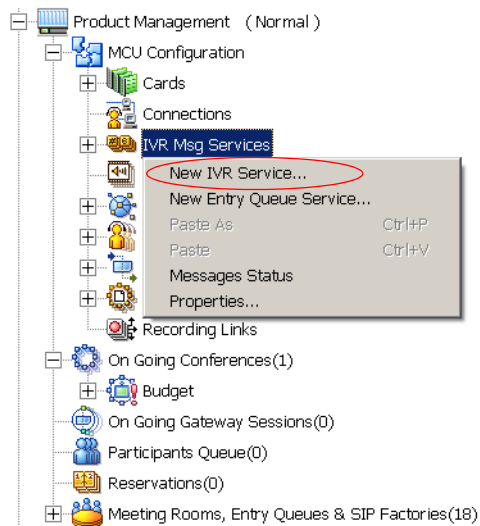 Product Management (Normal)
MCU Configuration
Cards
Connections
IVR Msg Services
New IVR Service...
New Entry Queue Service...
Paste As Ctrl+P
Paste Ctrl+V
Messages Status
Properties...
Recording Links
On Going Conferences(1)
Budget
On Going Gateway Sessions(0)
Participants Queue(0)
Reservations(0)
Meeting Rooms, Entry Queues & SIP Factories(18)